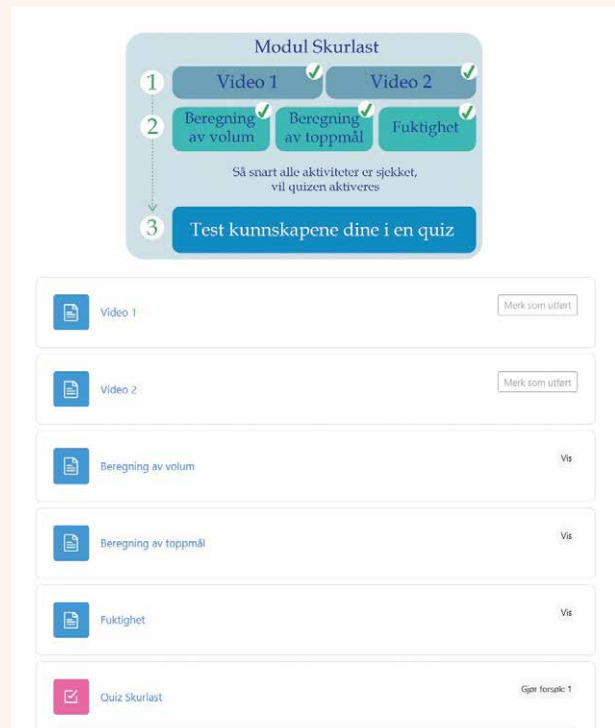 Modul Skurlast
1 Video 1 Video 2
2 Beregning av volum Beregning av toppmål Fuktighet
Så snart alle aktiviteter er sjekket,
vil quizen aktiveres
3 Test kunnskapene dine i en quiz
Video 1 Merk som utført
Video 2 Merk som utført
Beregning av volum Vis
Beregning av toppmål Vis
Fuktighet Vis
Quiz Skurlast Gjør forsøk: 1